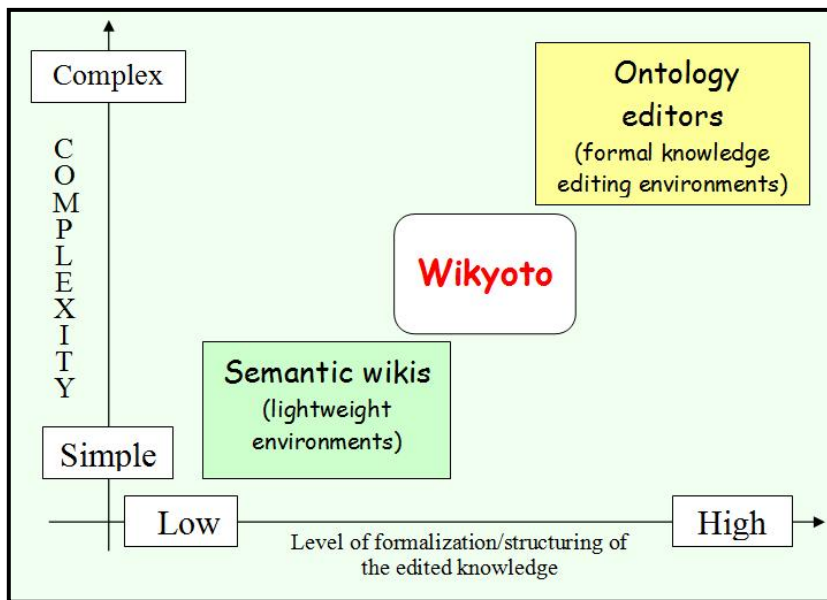 Complex
COMPLEXITY
Simple
Ontology
editors
(formal knowledge
editing environments)
Wikyoto
Semantic wikis
(lightweight
environments)
Low
Level of formalization/structuring of
the edited knowledge
High